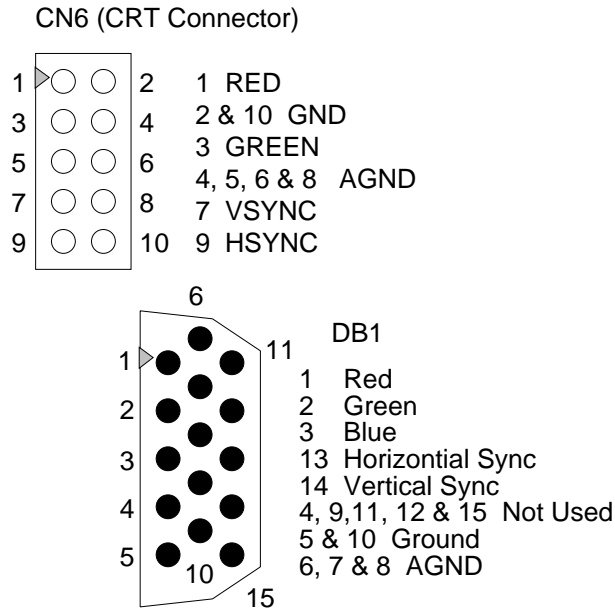 CN6 (CRT Connector)
1 2
3 4
5 6
7 8
9 10
1 RED
2 & 10 GND
3 GREEN
4, 5, 6 & 8 AGND
7 VSYNC
9 HSYNC
6
1 11
2
3
4
5 10
15
DB1
1 Red
2 Green
3 Blue
13 Horizontial Sync
14 Vertical Sync
4, 9,11, 12 & 15 Not Used
5 & 10 Ground
6, 7 & 8 AGND